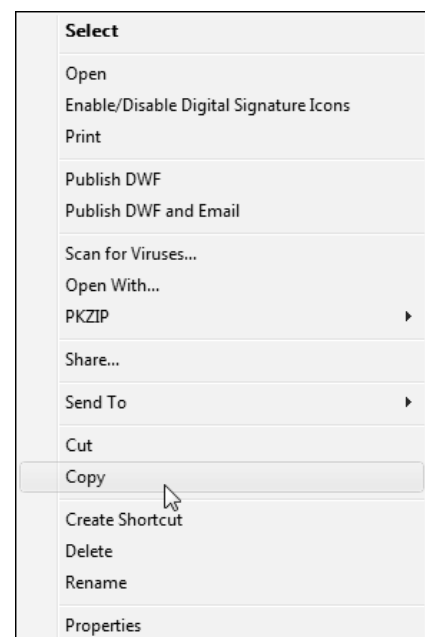 Select
Open
Enable/Disable Digital Signature Icons
Print
Publish DWF
Publish DWF and Email
Scan for Viruses...
Open With...
PKZIP
Share...
Send To
Cut
Copy
Create Shortcut
Delete
Rename
Properties